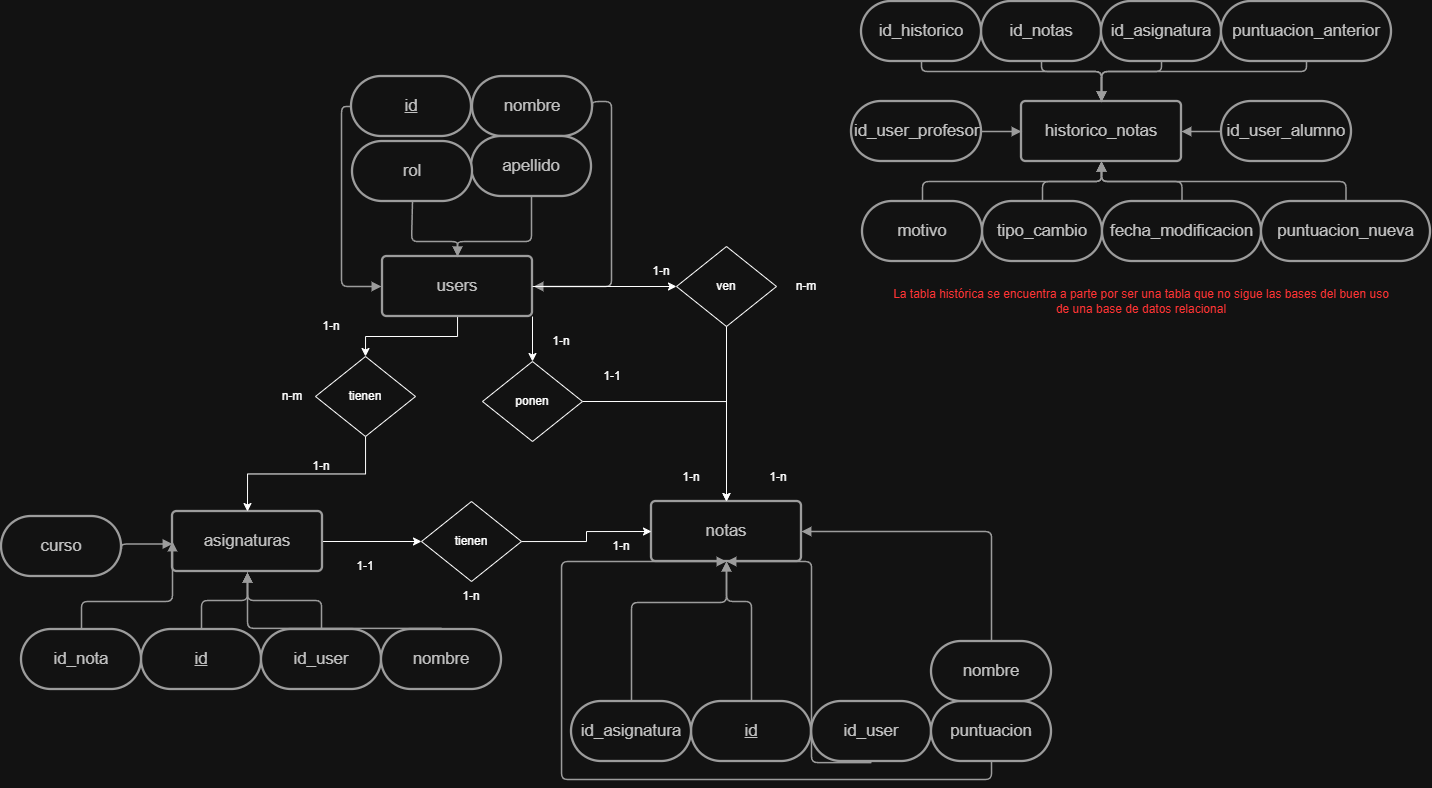 id_historico
id_notas
id_asignatura
puntuacion_anterior
id
nombre
rol
apellido
id_user_profesor
historico_notas
id_user_alumno
motivo
tipo_cambio
fecha_modificacion
puntuacion_nueva
users
1-n
ven
n-m
La tabla histórica se encuentra a parte por ser una tabla que no sigue las bases del buen uso
de una base de datos relacional
1-n
1-n
n-m
tienen
ponen
1-1
1-n
1-n
1-n
curso
asignaturas
tienen
notas
1-1
1-n
1-n
id_nota
id
id_user
nombre
nombre
id_asignatura
id
id_user
puntuacion